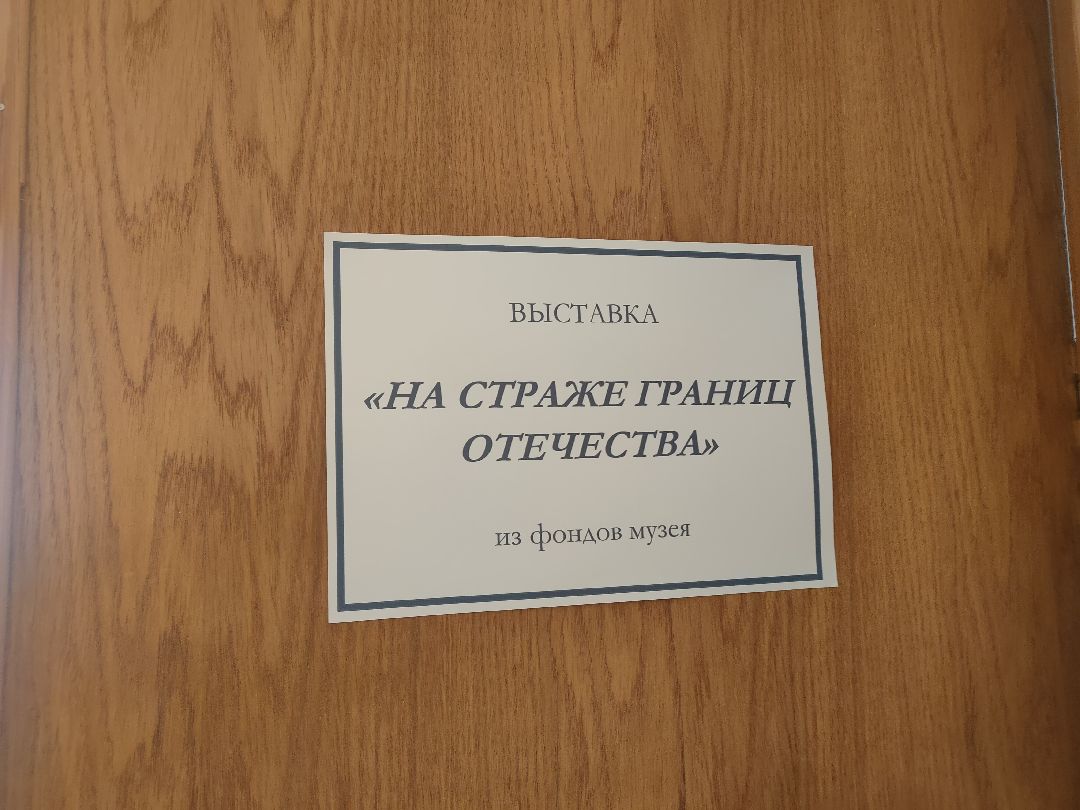 ВЫСТАВКА
«НА СТРАЖЕ ГРАНИЦ
ОТЕЧЕСТВА»
из фондов музея